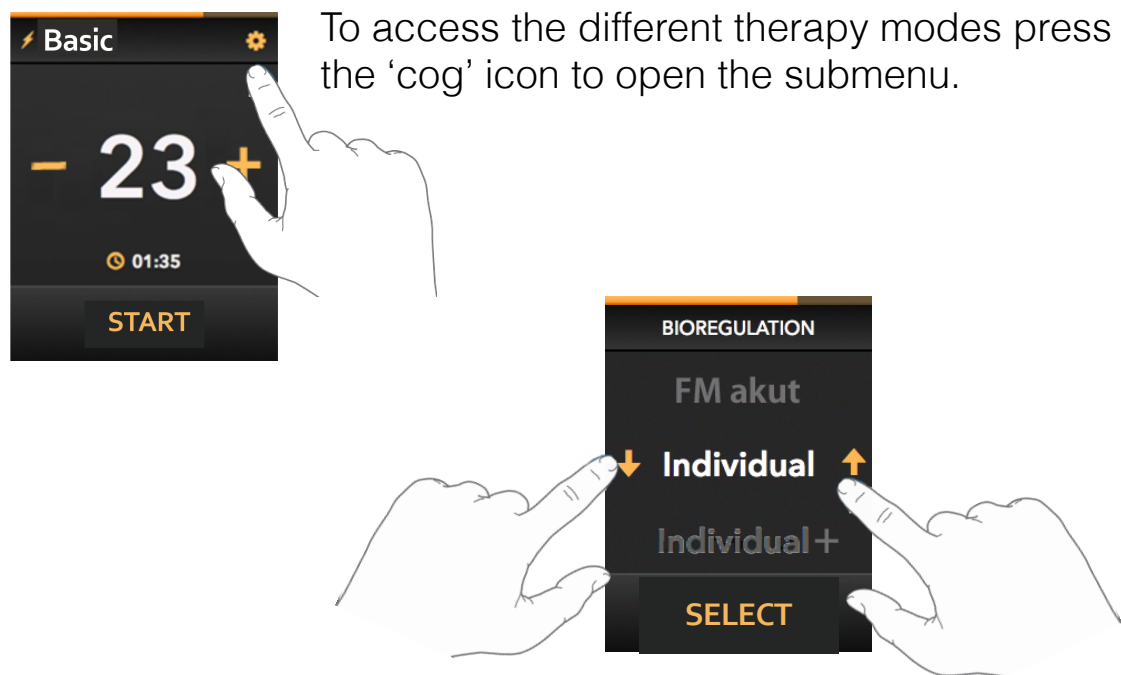 Basic
To access the different therapy modes press
the ‘cog’ icon to open the submenu.
– 23 +
01:35
START
BIOREGULATION
FM akut
Individual
Individual+
SELECT